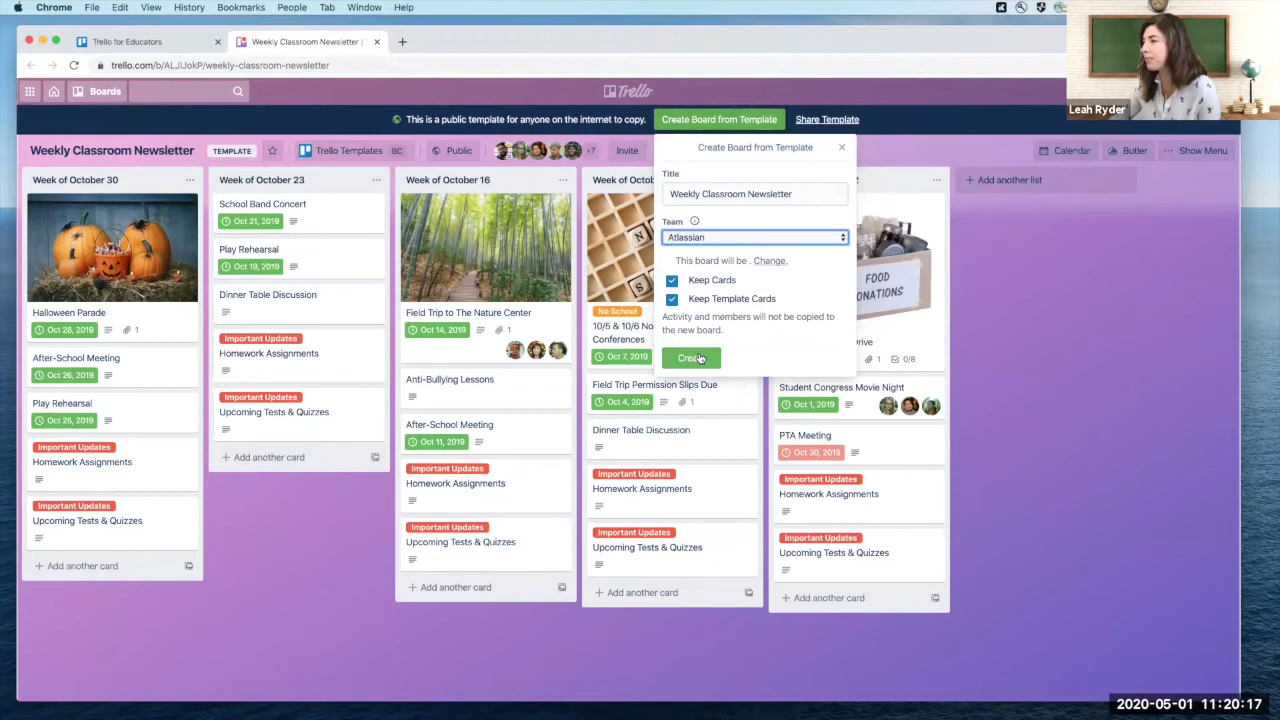 Chrome File Edit View History Bookmarks People Tab Window Help
Trello for Educators
Weekly Classroom Newsletter |
trello.com/b/ALJIJokP/weekly-classroom-newsletter
Boards
Trello
Leah Ryder
This is a public template for anyone on the internet to copy. Create Board from Template Share Template
Weekly Classroom Newsletter TEMPLATE Trello Templates BC Public +7 Invite Calendar Butler Show Menu
Week of October 30
Halloween Parade
Oct 28, 2019 1
After-School Meeting
Oct 26, 2019
Play Rehearsal
Oct 25, 2019
Important Updates
Homework Assignments
Important Updates
Upcoming Tests & Quizzes
+ Add another card
Week of October 23
School Band Concert
Oct 21, 2019
Play Rehearsal
Oct 19, 2019
Dinner Table Discussion
Important Updates
Homework Assignments
Important Updates
Upcoming Tests & Quizzes
+ Add another card
Week of October 16
Field Trip to The Nature Center
Oct 14, 2019 1
Anti-Bullying Lessons
After-School Meeting
Oct 11, 2019
Important Updates
Homework Assignments
Important Updates
Upcoming Tests & Quizzes
+ Add another card
Week of Octob
N
S
No School
10/5 & 10/6 No
Conferences
Oct 7, 2019
Field Trip Permission Slips Due
Oct 4, 2019 1
Dinner Table Discussion
Important Updates
Homework Assignments
Important Updates
Upcoming Tests & Quizzes
+ Add another card
Create Board from Template
Title
Weekly Classroom Newsletter
Team
Atlassian
This board will be . Change.
Keep Cards
Keep Template Cards
Activity and members will not be copied to
the new board.
2
FOOD
DONATIONS
Drive
1 0/8
Student Congress Movie Night
Oct 1, 2019
PTA Meeting
Oct 30, 2019
Important Updates
Homework Assignments
Important Updates
Upcoming Tests & Quizzes
+ Add another card
+ Add another list
2020-05-01 11:20:17